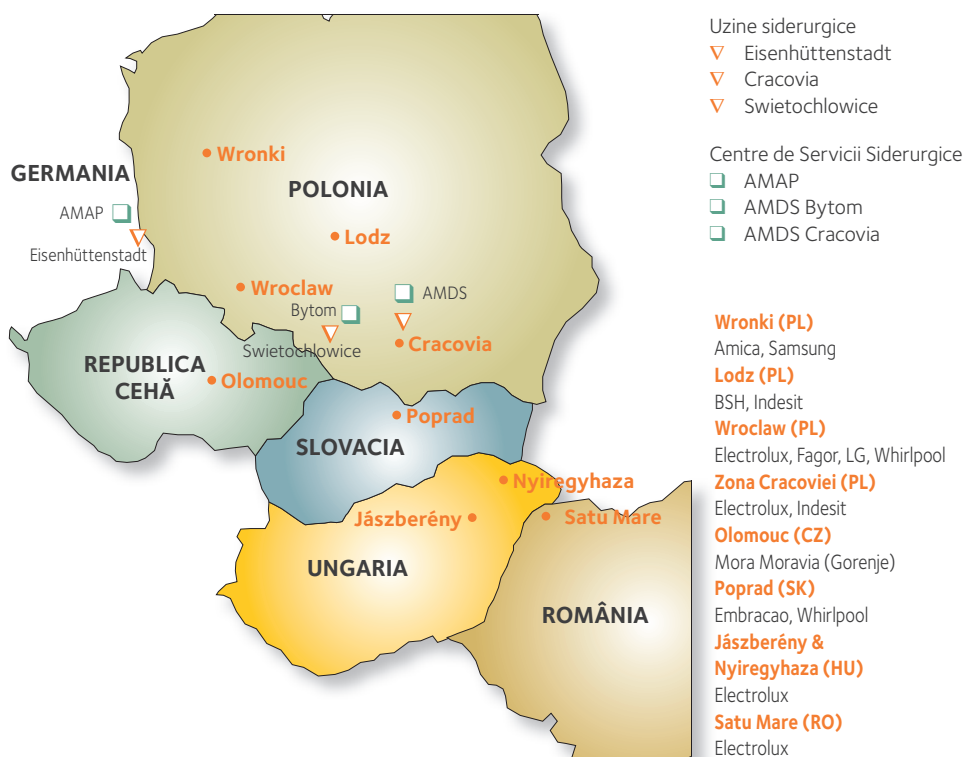 Uzine siderurgice
Eisenhüttenstadt
Cracovia
Swietochlowice
Centre de Servicii Siderurgice
AMAP
AMDS Bytom
AMDS Cracovia
Wronki
GERMANIA
POLONIA
AMAP
Lodz
Eisenhüttenstadt
Wroclaw
AMDS
Bytom
Swietochlowice
Cracovia
REPUBLICA
CEHĂ
Olomouc
Poprad
SLOVACIA
Nyiregyhaza
Jászberény
Satu Mare
UNGARIA
ROMÂNIA
Wronki (PL)
Amica, Samsung
Lodz (PL)
BSH, Indesit
Wroclaw (PL)
Electrolux, Fagor, LG, Whirlpool
Zona Cracoviei (PL)
Electrolux, Indesit
Olomouc (CZ)
Mora Moravia (Gorenje)
Poprad (SK)
Embracao, Whirlpool
Jászberény &
Nyiregyhaza (HU)
Electrolux
Satu Mare (RO)
Electrolux